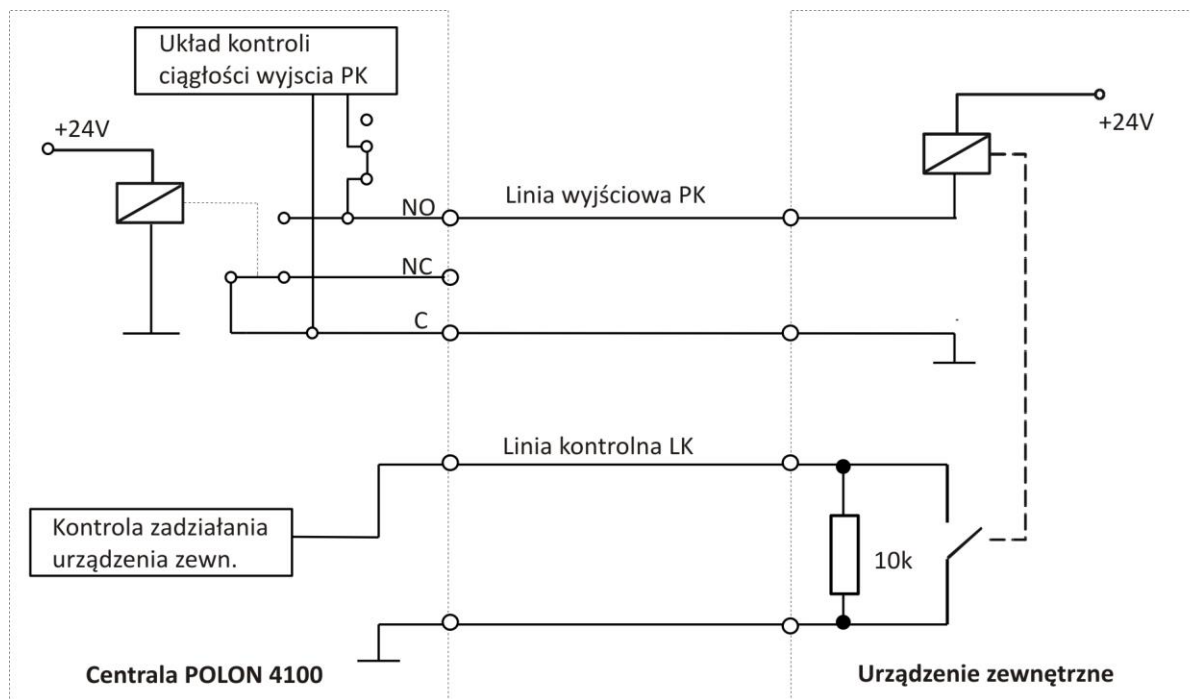 Układ kontroli
ciągłości wyjscia PK
+24V
+24V
NO
Linia wyjściowa PK
NC
C
Linia kontrolna LK
Kontrola zadziałania
urządzenia zewn.
10k
Centrala POLON 4100
Urządzenie zewnętrzne